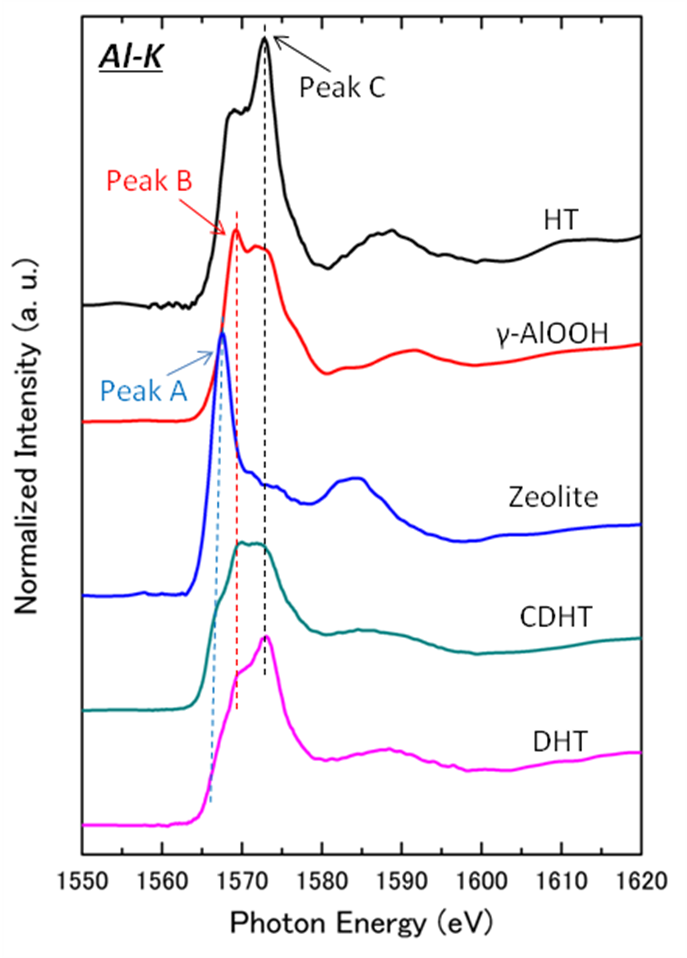 Al-K
Peak C
Peak B
HT
γ-AlOOH
Peak A
Zeolite
CDHT
DHT
Normalized Intensity (a. u.)
1550 1560 1570 1580 1590 1600 1610 1620
Photon Energy (eV)